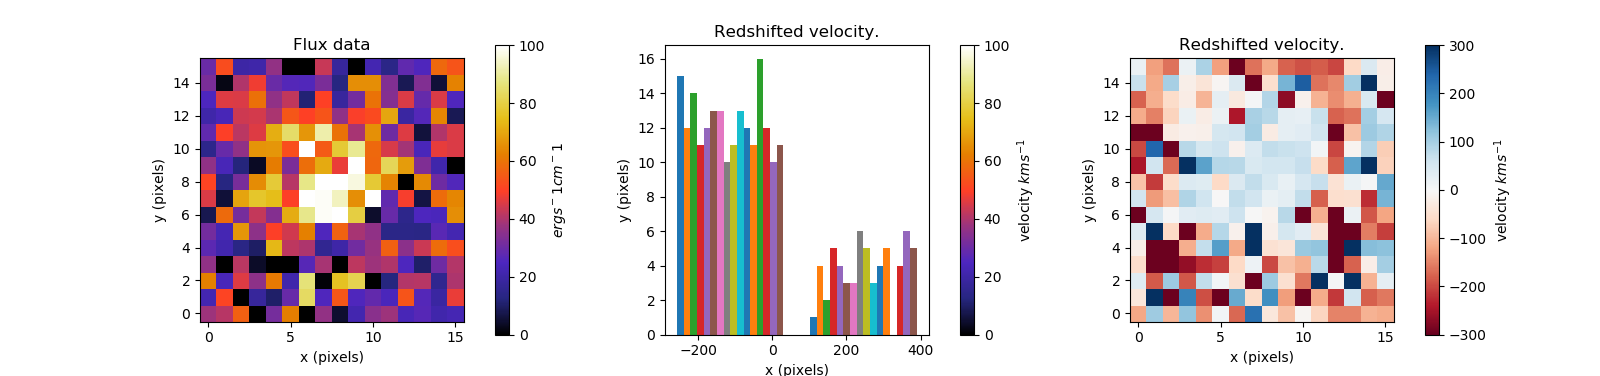 Flux data
14
12
10
8
6
4
2
0
y (pixels)
0 5 10 15
x (pixels)
100
80
60
40
20
0
ergs^-1cm^-1
Redshifted velocity.
16
14
12
10
8
6
4
2
0
y (pixels)
−200 0 200 400
x (pixels)
100
80
60
40
20
0
velocity kms^-1
Redshifted velocity.
14
12
10
8
6
4
2
0
y (pixels)
0 5 10 15
x (pixels)
300
200
100
0
−100
−200
−300
velocity kms^-1